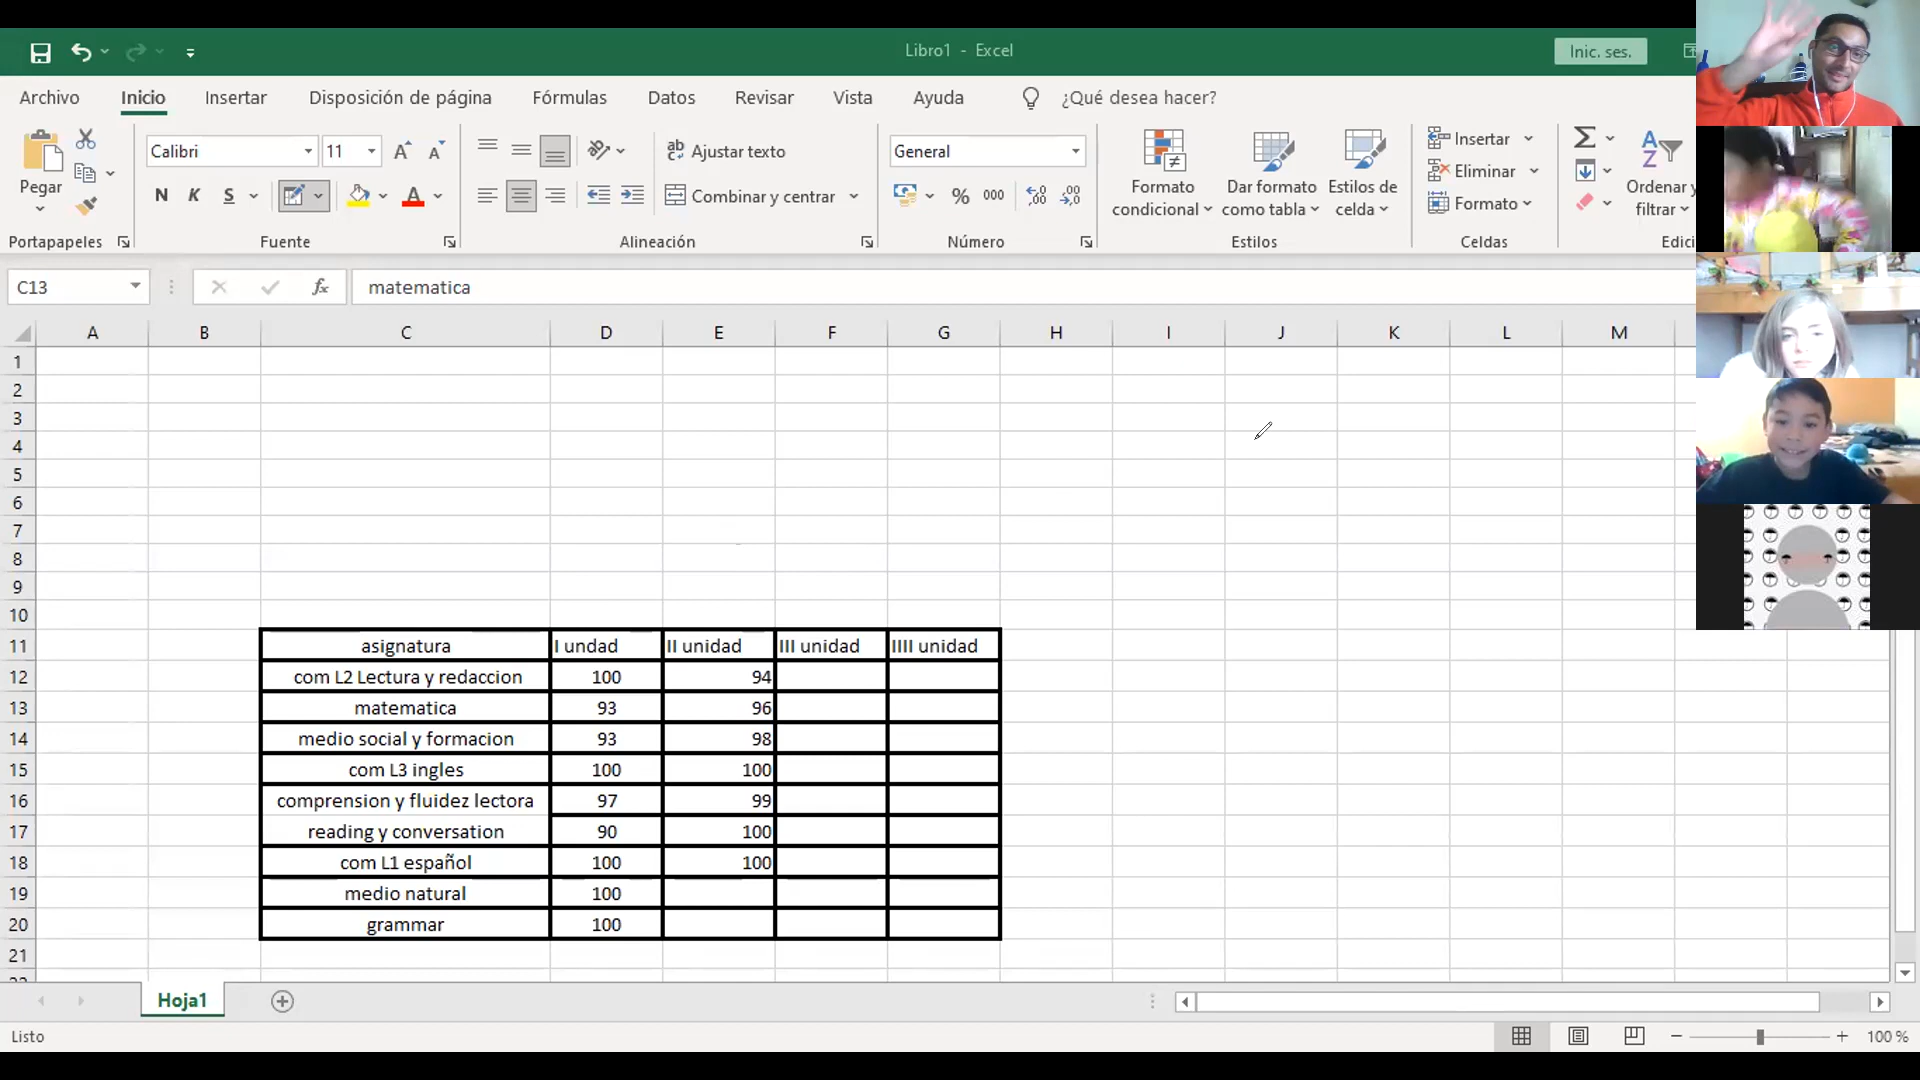 Libro1 - Excel
Inic. ses.
Archivo Inicio Insertar Disposición de página Fórmulas Datos Revisar Vista Ayuda ¿Qué desea hacer?
Pegar
Calibri 11
N K S
Ajustar texto
Combinar y centrar
General
% 000
Formato condicional
Dar formato como tabla
Estilos de celda
Insertar
Eliminar
Formato
Ordenar y
filtrar
Portapapeles Fuente Alineación Número Estilos Celdas Edici
C13 fx matematica
A B C D E F G H I J K L M
1
2
3
4
5
6
7
8
9
10
11 asignatura I undad II unidad III unidad IIII unidad
12 com L2 Lectura y redaccion 100 94
13 matematica 93 96
14 medio social y formacion 93 98
15 com L3 ingles 100 100
16 comprension y fluidez lectora 97 99
17 reading y conversation 90 100
18 com L1 español 100 100
19 medio natural 100
20 grammar 100
21
Hoja1
Listo 100 %